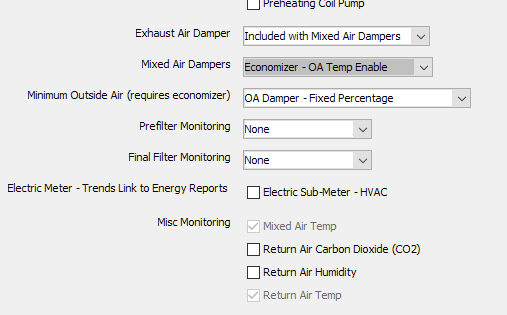 Preheating Coil Pump
Exhaust Air Damper Included with Mixed Air Dampers
Mixed Air Dampers Economizer - OA Temp Enable
Minimum Outside Air (requires economizer) OA Damper - Fixed Percentage
Prefilter Monitoring None
Final Filter Monitoring None
Electric Meter - Trends Link to Energy Reports Electric Sub-Meter - HVAC
Misc Monitoring Mixed Air Temp
Return Air Carbon Dioxide (CO2)
Return Air Humidity
Return Air Temp